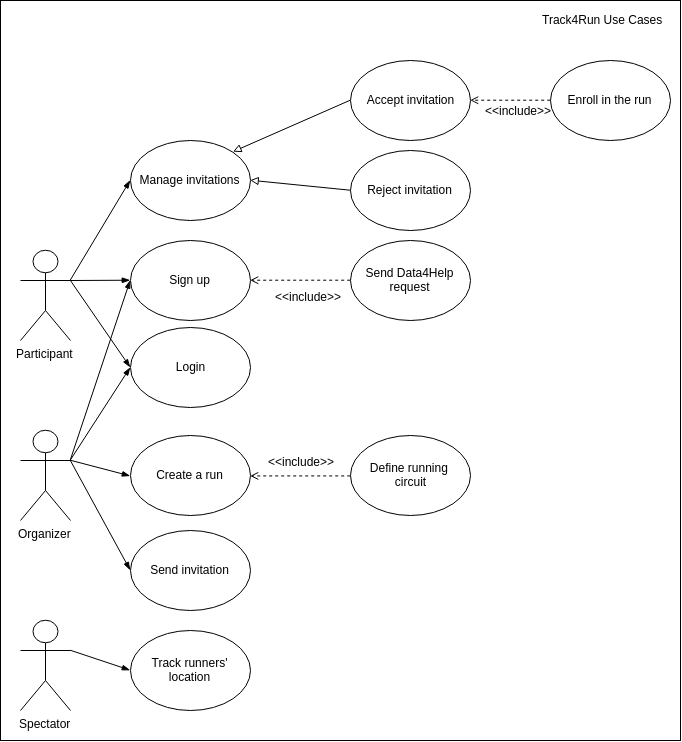 Track4Run Use Cases
Accept invitation
<<include>>
Enroll in the run
Manage invitations
Reject invitation
Sign up
<<include>>
Send Data4Help
request
Participant
Login
Organizer
Create a run
<<include>>
Define running
circuit
Send invitation
Spectator
Track runners'
location